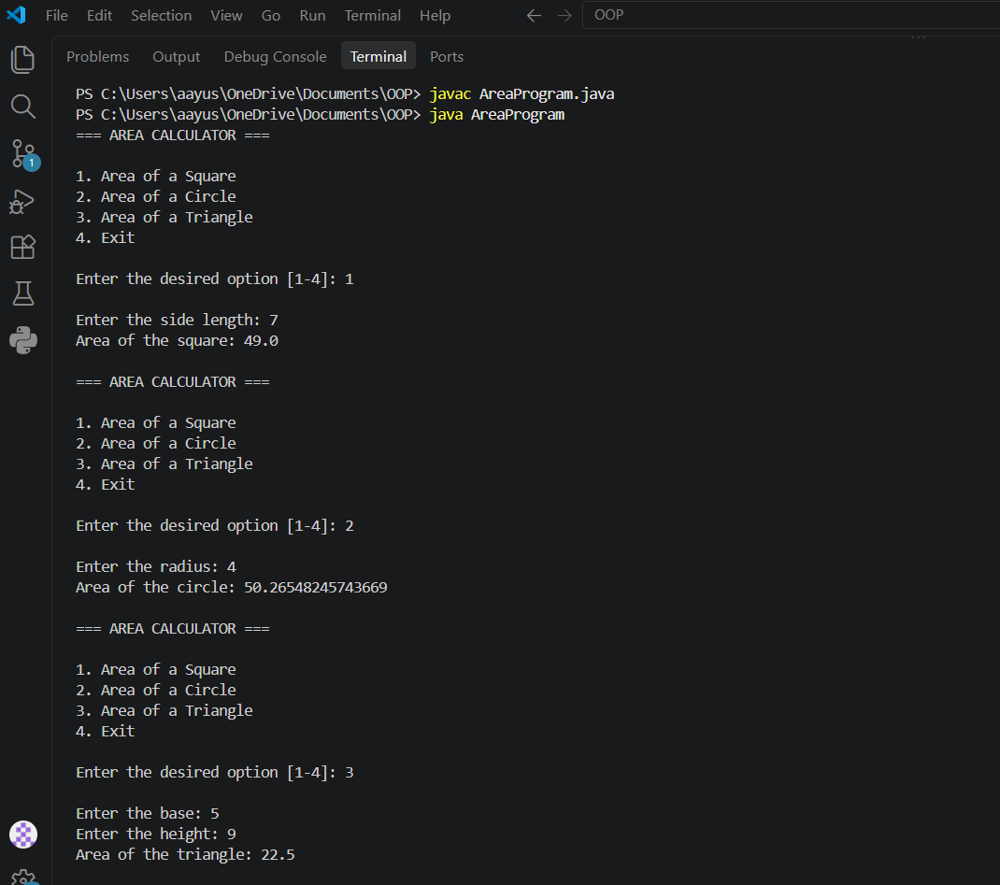 File Edit Selection View Go Run Terminal Help
OOP
Problems Output Debug Console Terminal Ports
PS C:\Users\aayus\OneDrive\Documents\OOP> javac AreaProgram.java
PS C:\Users\aayus\OneDrive\Documents\OOP> java AreaProgram
=== AREA CALCULATOR ===
1. Area of a Square
2. Area of a Circle
3. Area of a Triangle
4. Exit
Enter the desired option [1-4]: 1
Enter the side length: 7
Area of the square: 49.0
=== AREA CALCULATOR ===
1. Area of a Square
2. Area of a Circle
3. Area of a Triangle
4. Exit
Enter the desired option [1-4]: 2
Enter the radius: 4
Area of the circle: 50.26548245743669
=== AREA CALCULATOR ===
1. Area of a Square
2. Area of a Circle
3. Area of a Triangle
4. Exit
Enter the desired option [1-4]: 3
Enter the base: 5
Enter the height: 9
Area of the triangle: 22.5
1